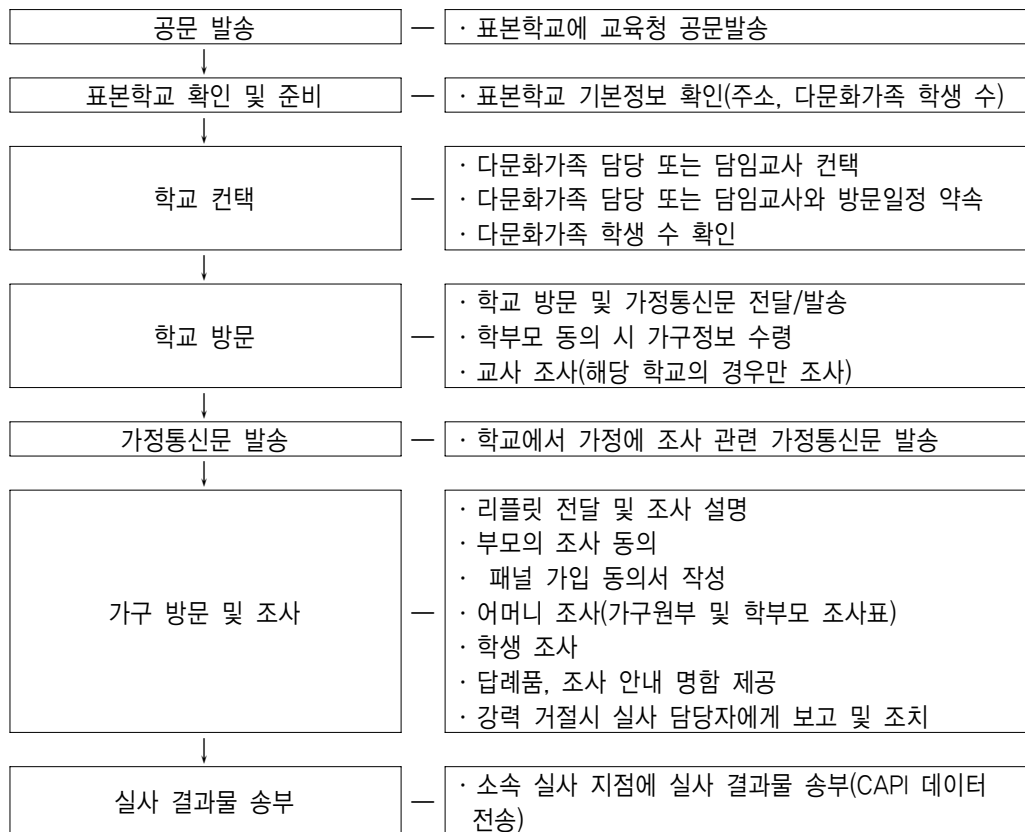 공문 발송
· 표본학교에 교육청 공문발송
표본학교 확인 및 준비
· 표본학교 기본정보 확인(주소, 다문화가족 학생 수)
학교 컨택
· 다문화가족 담당 또는 담임교사 컨택
· 다문화가족 담당 또는 담임교사와 방문일정 약속
· 다문화가족 학생 수 확인
학교 방문
· 학교 방문 및 가정통신문 전달/발송
· 학부모 동의 시 가구정보 수령
· 교사 조사(해당 학교의 경우만 조사)
가정통신문 발송
· 학교에서 가정에 조사 관련 가정통신문 발송
가구 방문 및 조사
· 리플릿 전달 및 조사 설명
· 부모의 조사 동의
· 패널 가입 동의서 작성
· 어머니 조사(가구원부 및 학부모 조사표)
· 학생 조사
· 답례품, 조사 안내 명함 제공
· 강력 거절시 실사 담당자에게 보고 및 조치
실사 결과물 송부
· 소속 실사 지점에 실사 결과물 송부(CAPI 데이터
전송)